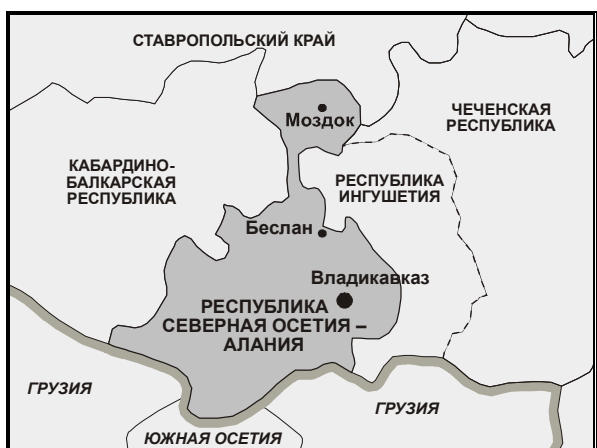 СТАВРОПОЛЬСКИЙ КРАЙ
Моздок
ЧЕЧЕНСКАЯ
РЕСПУБЛИКА
КАБАРДИНО-
БАЛКАРСКАЯ
РЕСПУБЛИКА
РЕСПУБЛИКА
ИНГУШЕТИЯ
Беслан
Владикавказ
РЕСПУБЛИКА
СЕВЕРНАЯ ОСЕТИЯ –
АЛАНИЯ
ГРУЗИЯ
ГРУЗИЯ
ЮЖНАЯ ОСЕТИЯ